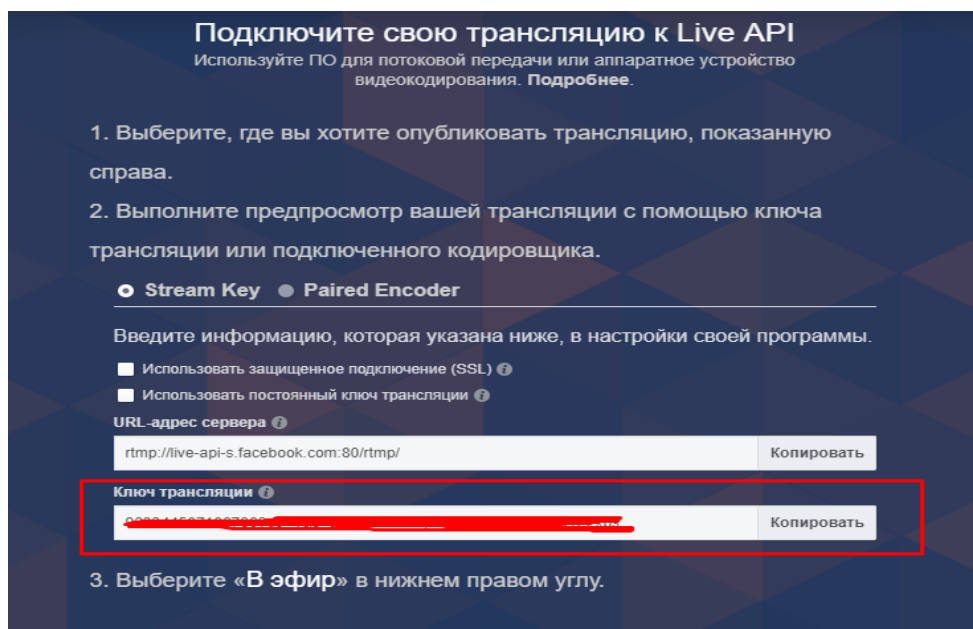 Подключите свою трансляцию к Live API
Используйте ПО для потоковой передачи или аппаратное устройство
видеокодирования. Подробнее.
1. Выберите, где вы хотите опубликовать трансляцию, показанную
справа.
2. Выполните предпросмотр вашей трансляции с помощью ключа
трансляции или подключенного кодировщика.
Stream Key Paired Encoder
Введите информацию, которая указана ниже, в настройки своей программы.
Использовать защищенное подключение (SSL)
Использовать постоянный ключ трансляции
URL-адрес сервера
rtmp://live-api-s.facebook.com:80/rtmp/ Копировать
Ключ трансляции
Копировать
3. Выберите «В эфир» в нижнем правом углу.